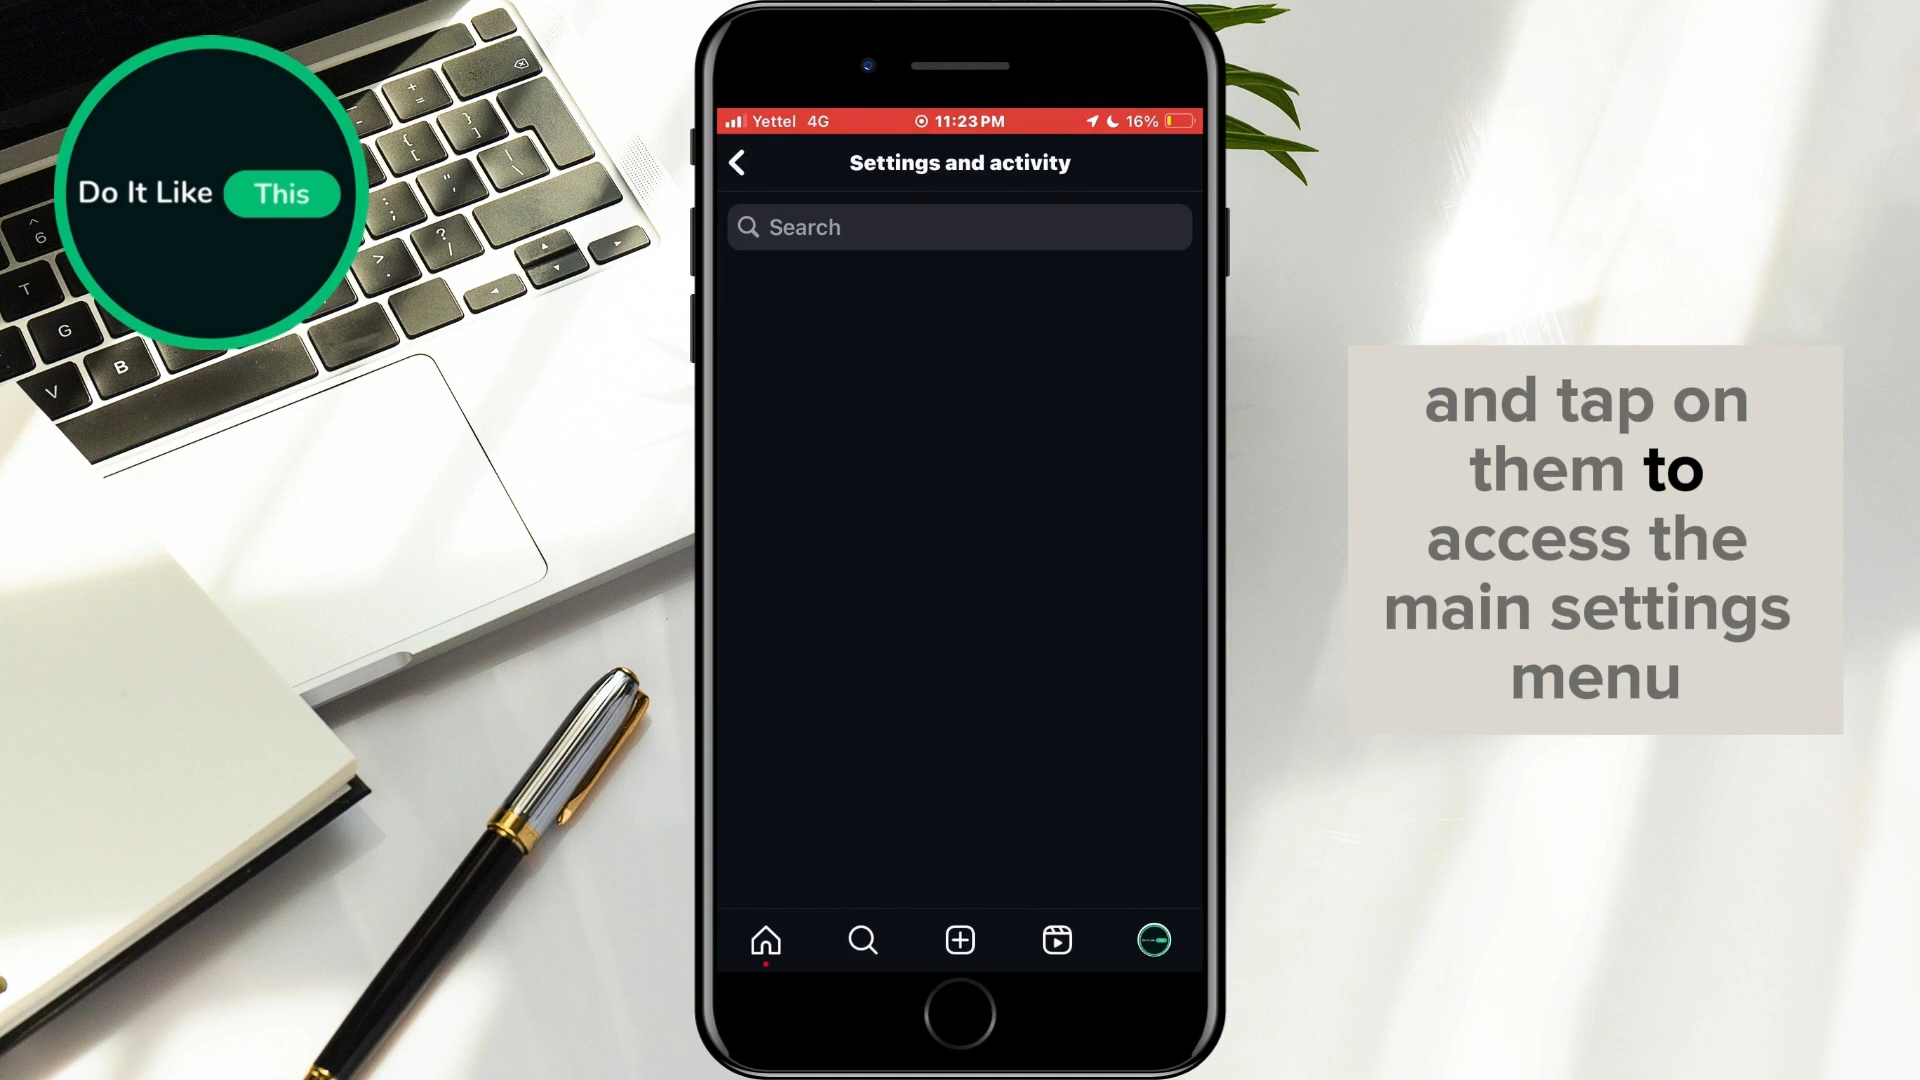 Do It Like This
Yettel 4G 11:23 PM 16%
Settings and activity
Search
and tap on
them to
access the
main settings
menu
6
T
G
B
V